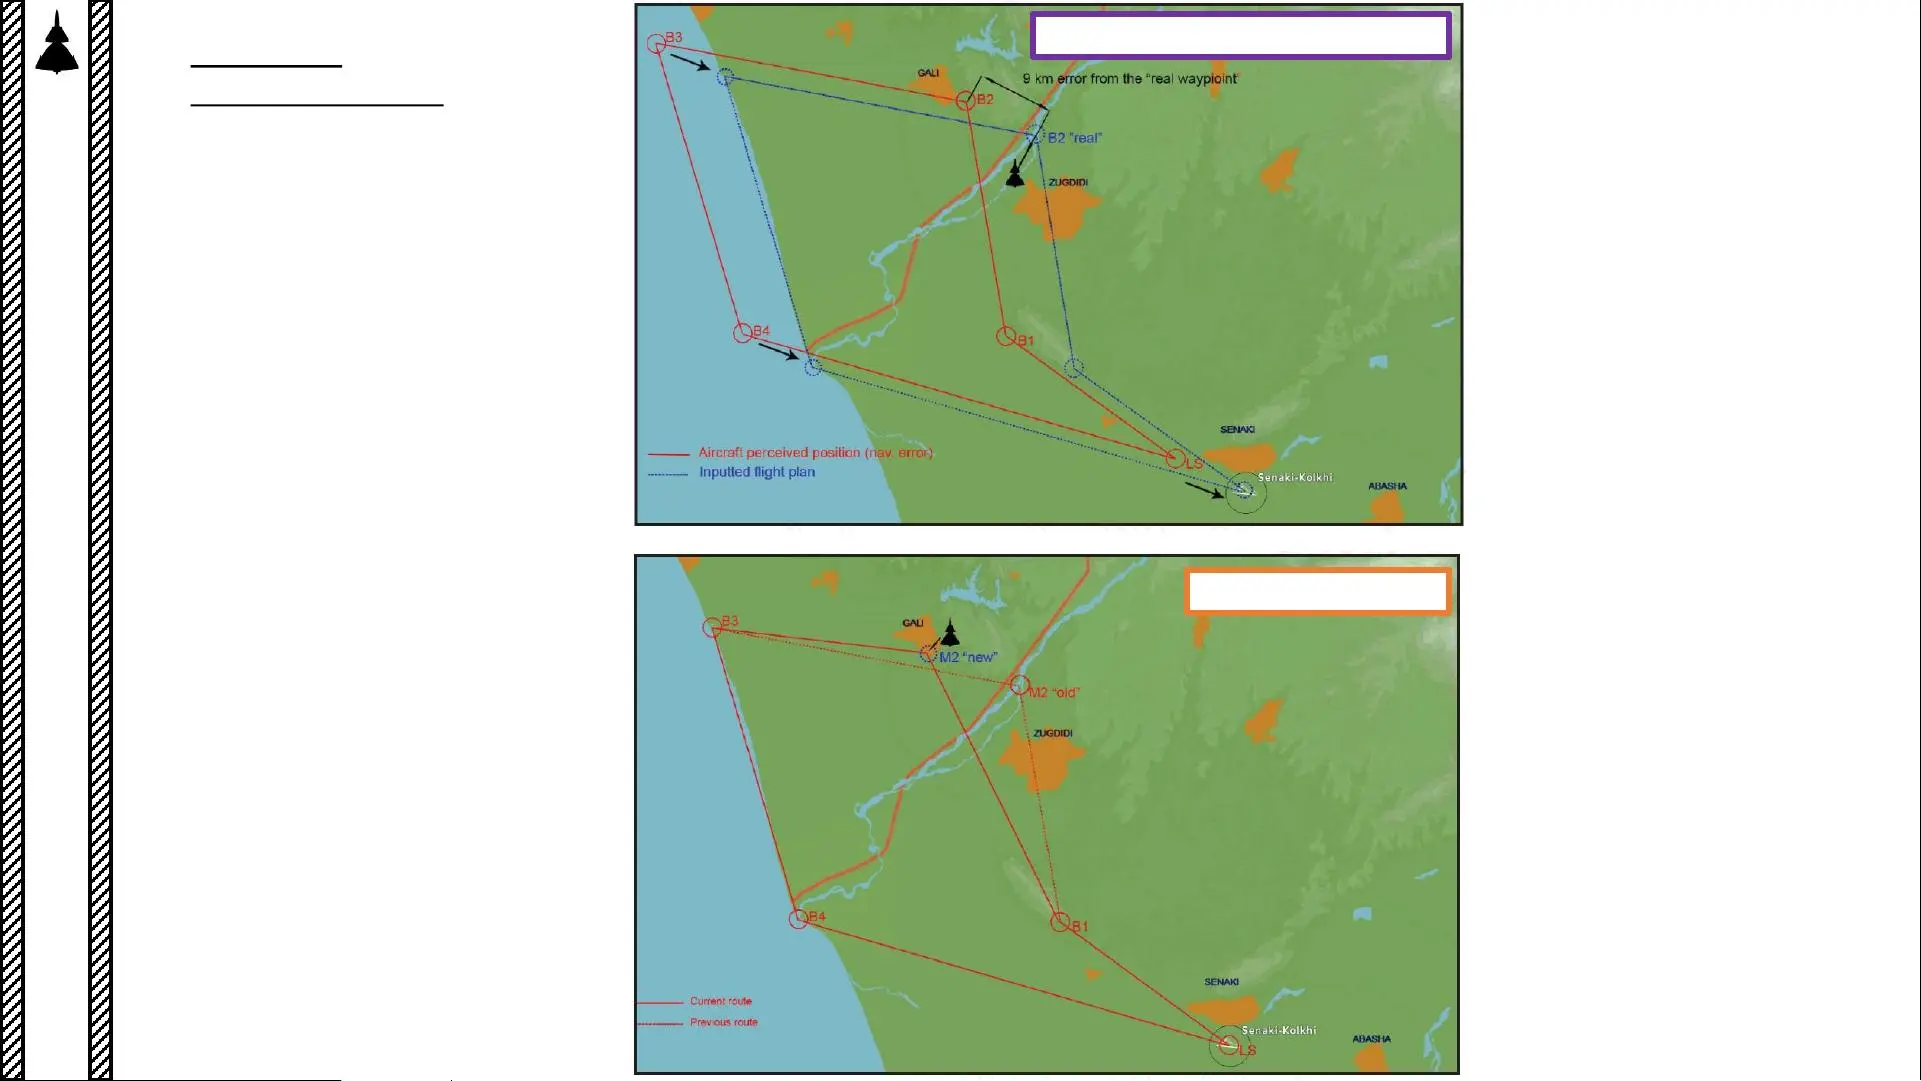 B3
GALI
9 km error from the "real waypoint"
B2
B2 "real"
ZUGDIDI
B4
B1
SENAKI
Aircraft perceived position (nav. error)
LS
Inputted flight plan
Senaki-Kolkhi
ABASHA
B3
GALI
M2 "new"
M2 "old"
ZUGDIDI
B4
B1
SENAKI
Current route
Previous route
Senaki-Kolkhi
ABASHA
LS